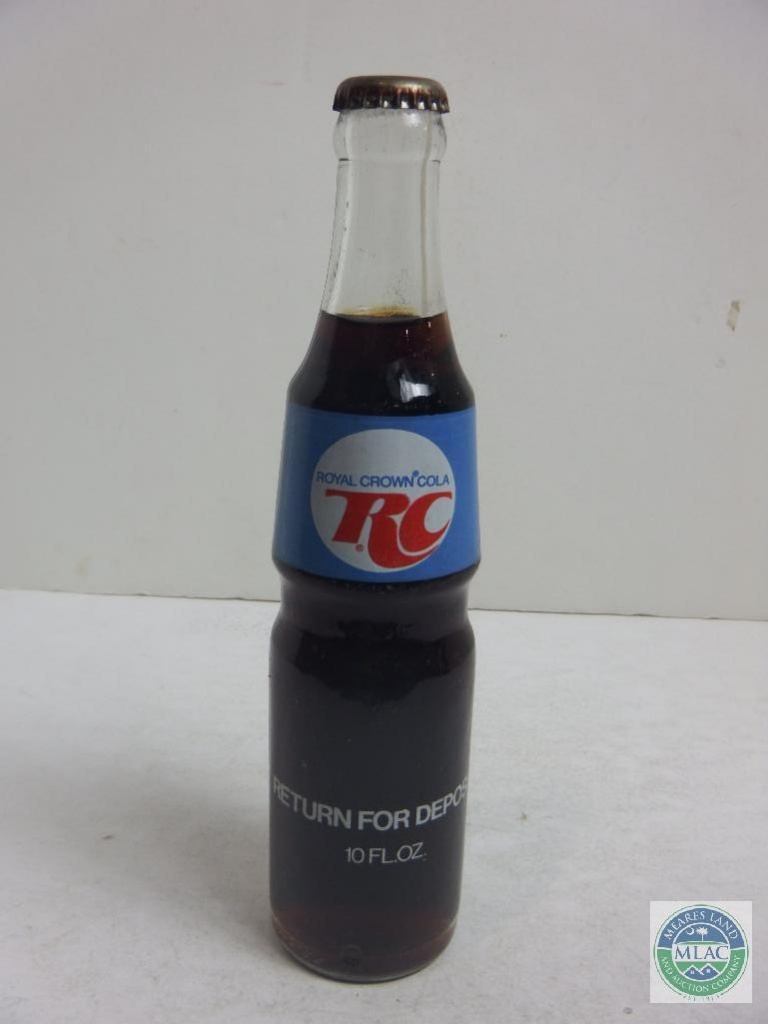 ROYAL CROWN® COLA
RC®
RETURN FOR DEPOS
10 FL.OZ.
MEARES LAND
MLAC
AND AUCTION COMPANY